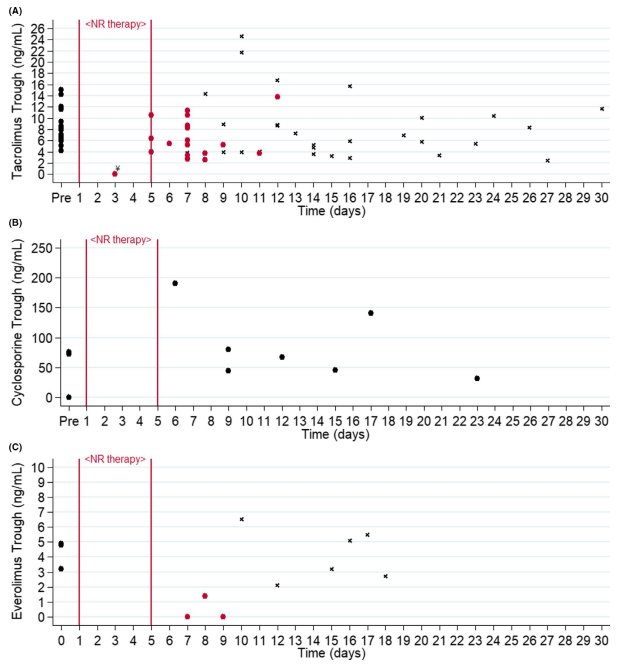 (A)
<NR therapy>
26
24
22
20
18
16
14
12
10
8
6
4
2
0
Tacrolimus Trough (ng/mL)
¥
Pre 1 2 3 4 5 6 7 8 9 10 11 12 13 14 15 16 17 18 19 20 21 22 23 24 25 26 27 28 29 30
Time (days)
(B)
<NR therapy>
250
200
150
100
50
0
Cyclosporine Trough (ng/mL)
Pre 1 2 3 4 5 6 7 8 9 10 11 12 13 14 15 16 17 18 19 20 21 22 23 24 25 26 27 28 29 30
Time (days)
(C)
<NR therapy>
10
9
8
7
6
5
4
3
2
1
0
Everolimus Trough (ng/mL)
0 1 2 3 4 5 6 7 8 9 10 11 12 13 14 15 16 17 18 19 20 21 22 23 24 25 26 27 28 29 30
Time (days)